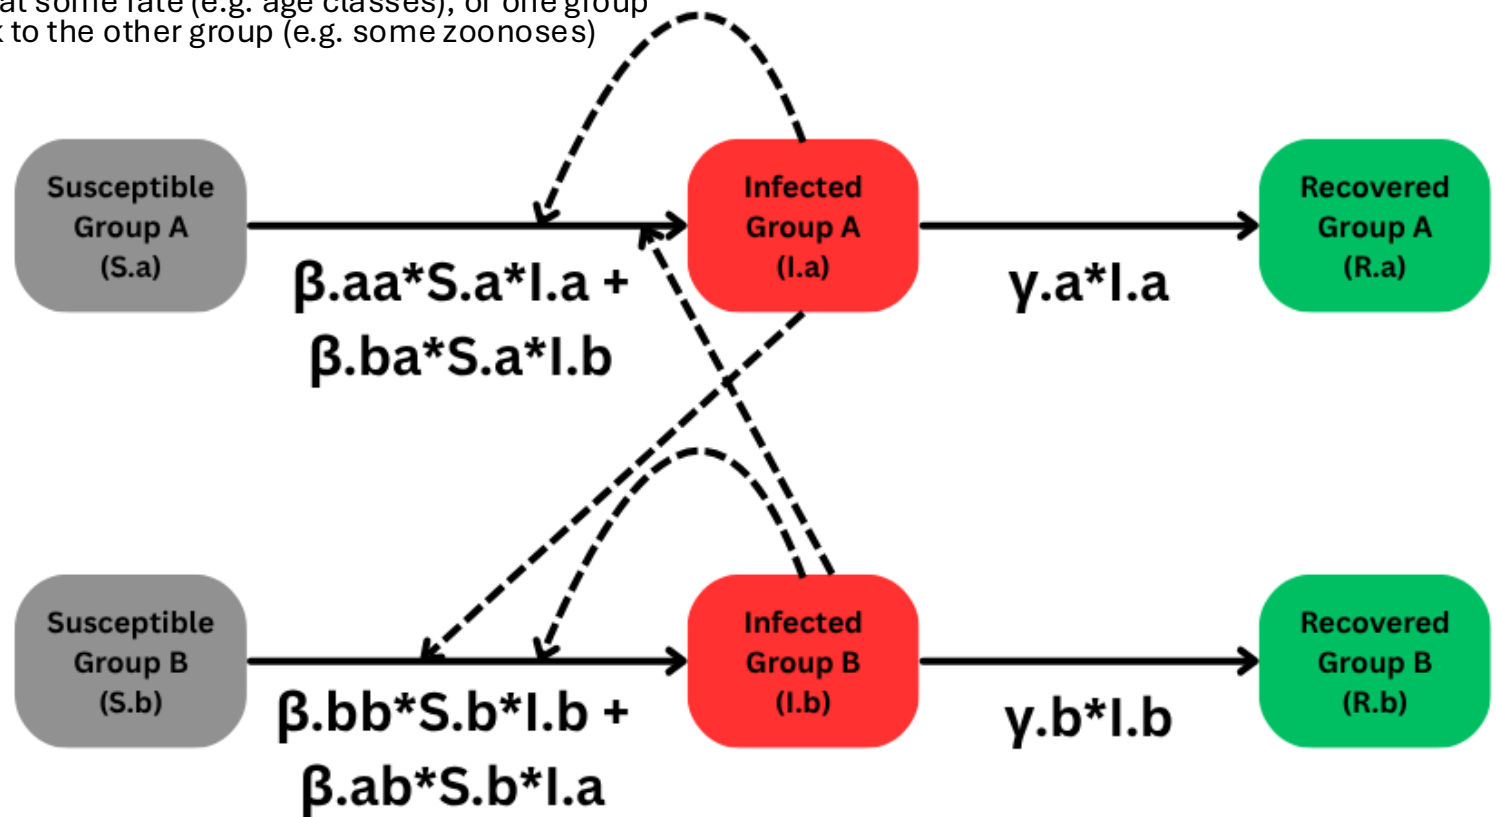 at some rate (e.g. age classes), or one group
to the other group (e.g. some zoonoses)
Susceptible
Group A
(S.a)
β.aa*S.a*I.a +
β.ba*S.a*I.b
Infected
Group A
(I.a)
γ.a*I.a
Recovered
Group A
(R.a)
Susceptible
Group B
(S.b)
β.bb*S.b*I.b +
β.ab*S.b*I.a
Infected
Group B
(I.b)
γ.b*I.b
Recovered
Group B
(R.b)